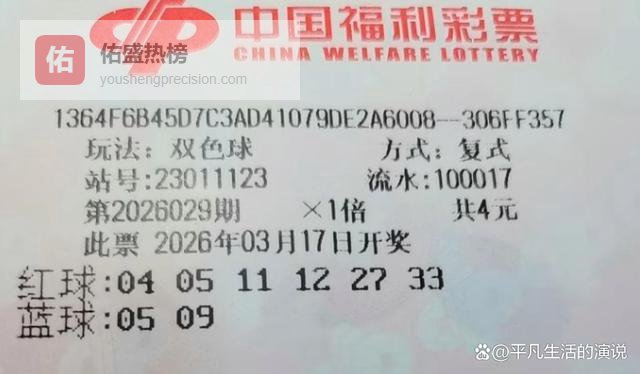 中国福利彩票
CHINA WELFARE LOTTERY
佑
佑盛热榜
youshengprecision.com
1364F6B45D7C3AD41079DE2A6008--306FF357
玩法：双色球 方式：复式
站号:23011123 流水:100017
第2026029期 ×1倍 共4元
此票 2026年03月17日开奖
红球:04 05 11 12 27 33
蓝球:05 09
@平凡生活的演说